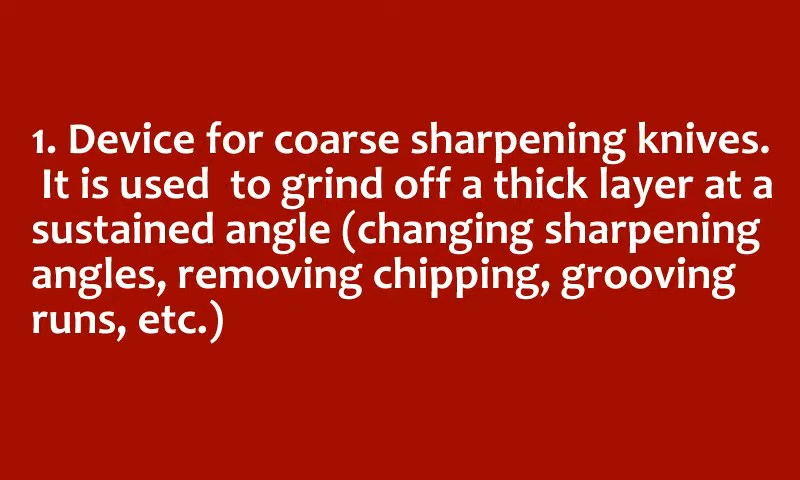 1. Device for coarse sharpening knives.
It is used  to grind off a thick layer at a
sustained angle (changing sharpening
angles, removing chipping, grooving
runs, etc.)